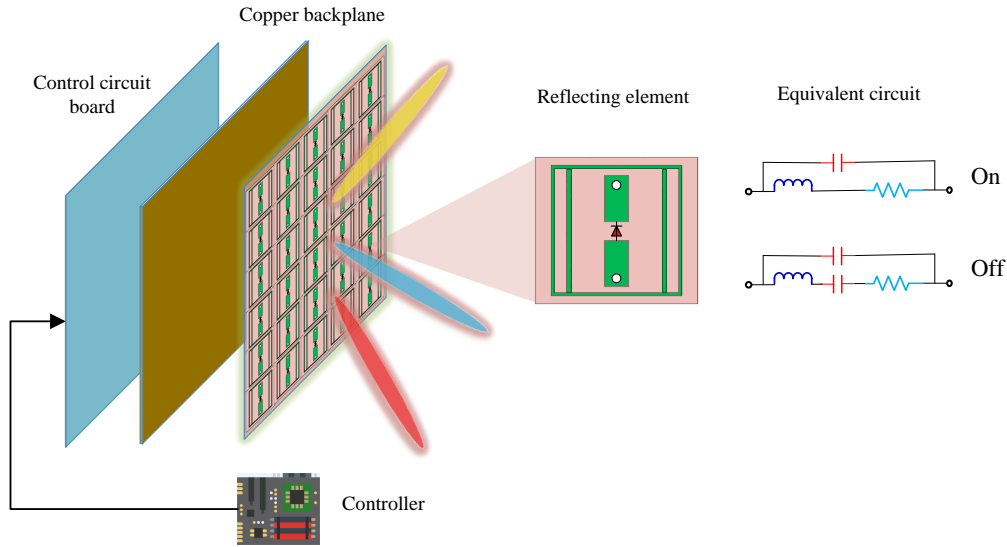 Copper backplane
Control circuit
board
Reflecting element
Equivalent circuit
On
Off
Controller